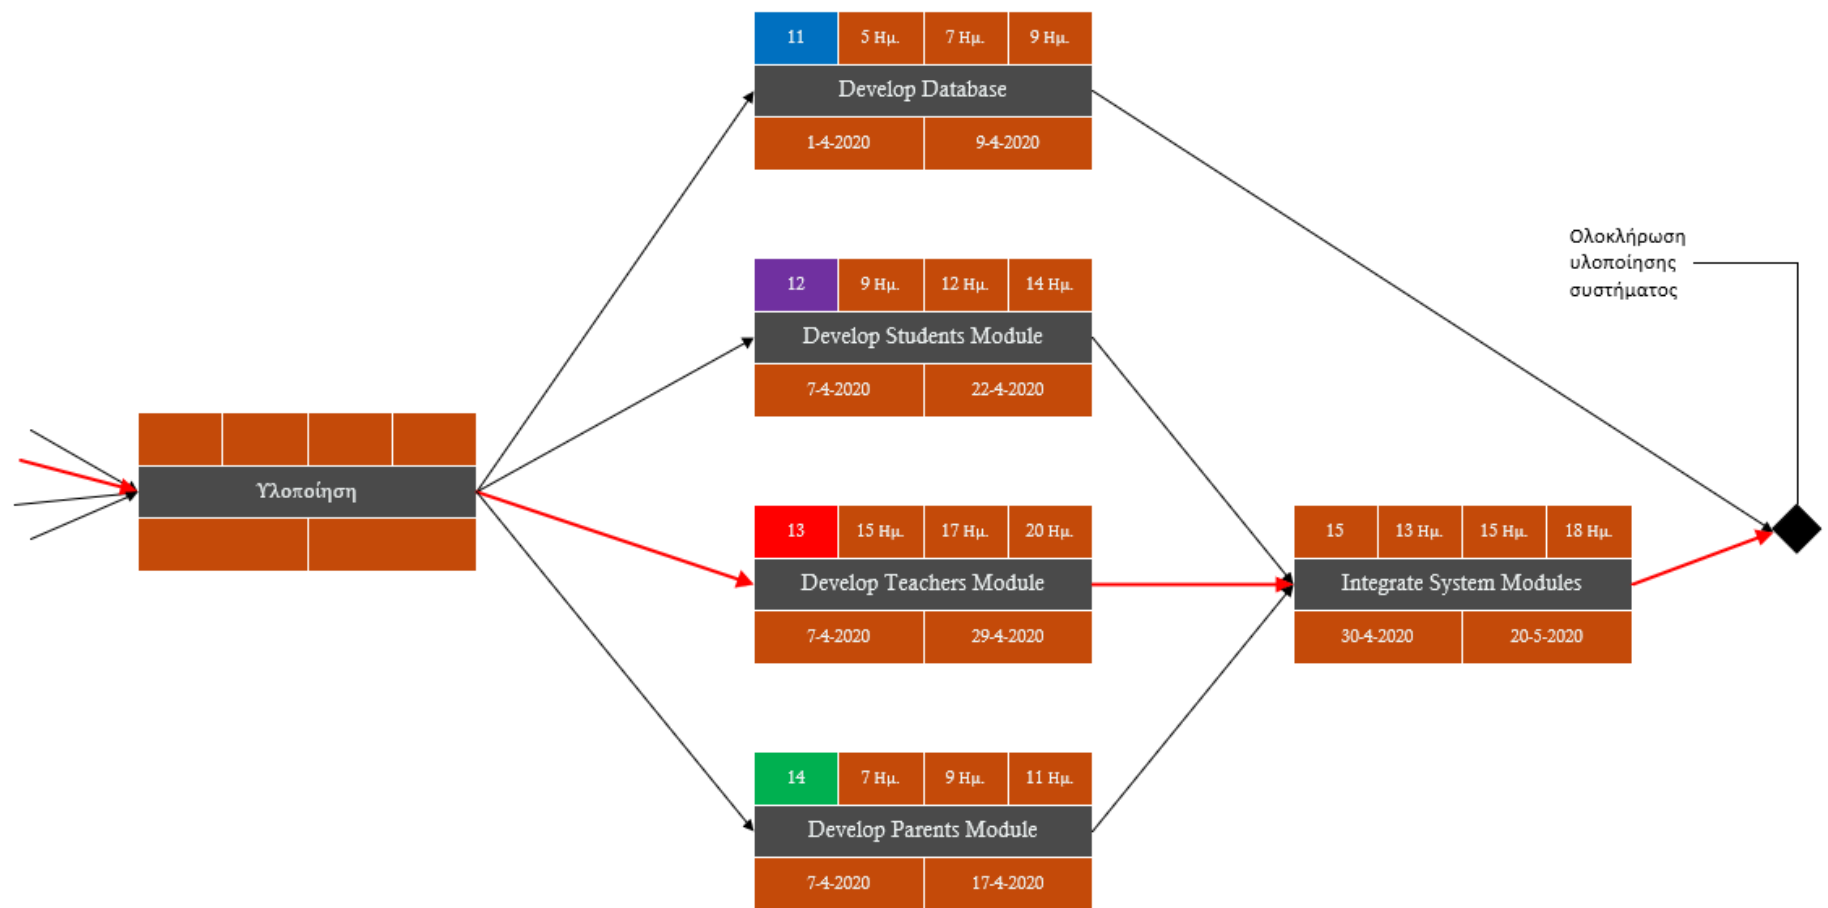 11 5 Ημ. 7 Ημ. 9 Ημ.
Develop Database
1-4-2020 9-4-2020
Ολοκλήρωση
υλοποίησης
συστήματος
12 9 Ημ. 12 Ημ. 14 Ημ.
Develop Students Module
7-4-2020 22-4-2020
Υλοποίηση
13 15 Ημ. 17 Ημ. 20 Ημ.
Develop Teachers Module
7-4-2020 29-4-2020
15 13 Ημ. 15 Ημ. 18 Ημ.
Integrate System Modules
30-4-2020 20-5-2020
14 7 Ημ. 9 Ημ. 11 Ημ.
Develop Parents Module
7-4-2020 17-4-2020